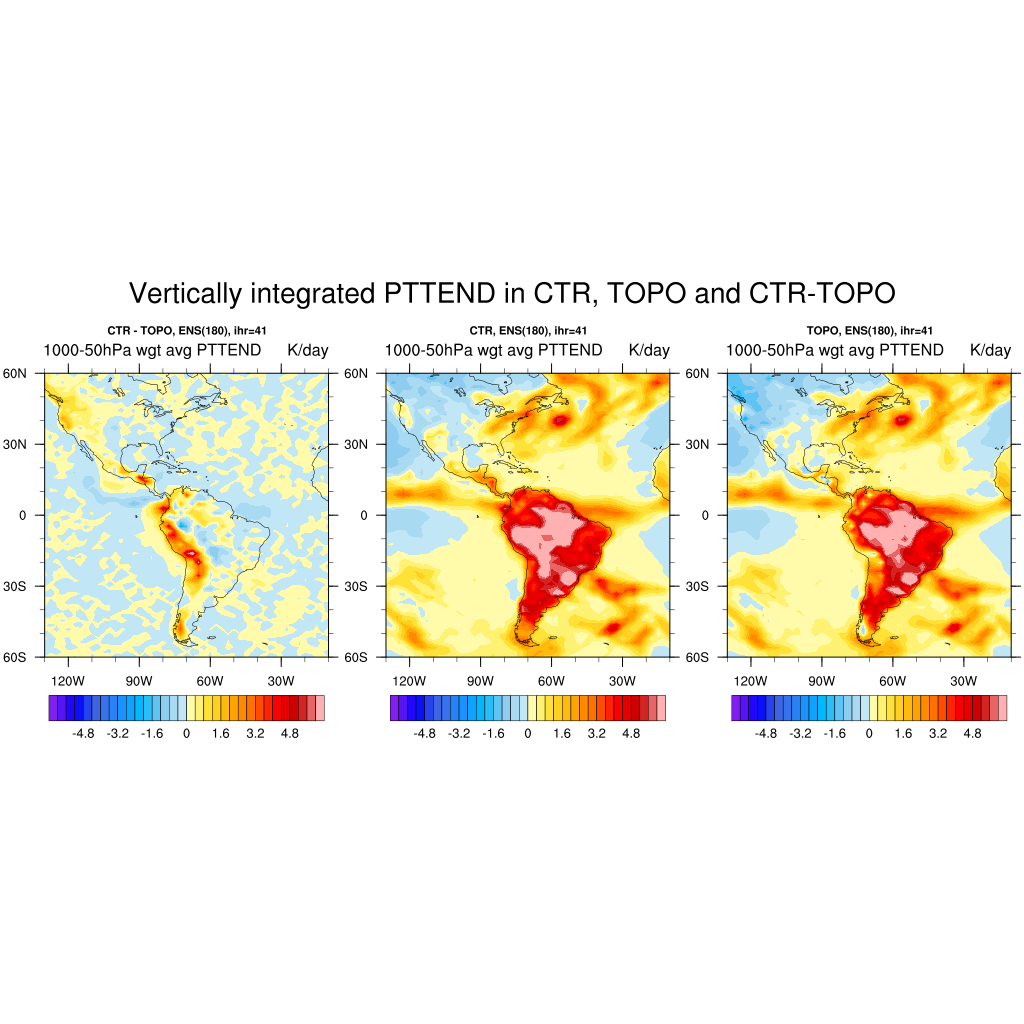 Vertically integrated PTTEND in CTR, TOPO and CTR-TOPO
CTR - TOPO, ENS(180), ihr=41
1000-50hPa wgt avg PTTEND K/day
60N
30N
0
30S
60S
120W 90W 60W 30W
-4.8 -3.2 -1.6 0 1.6 3.2 4.8
CTR, ENS(180), ihr=41
1000-50hPa wgt avg PTTEND K/day
60N
30N
0
30S
60S
120W 90W 60W 30W
-4.8 -3.2 -1.6 0 1.6 3.2 4.8
TOPO, ENS(180), ihr=41
1000-50hPa wgt avg PTTEND K/day
60N
30N
0
30S
60S
120W 90W 60W 30W
-4.8 -3.2 -1.6 0 1.6 3.2 4.8